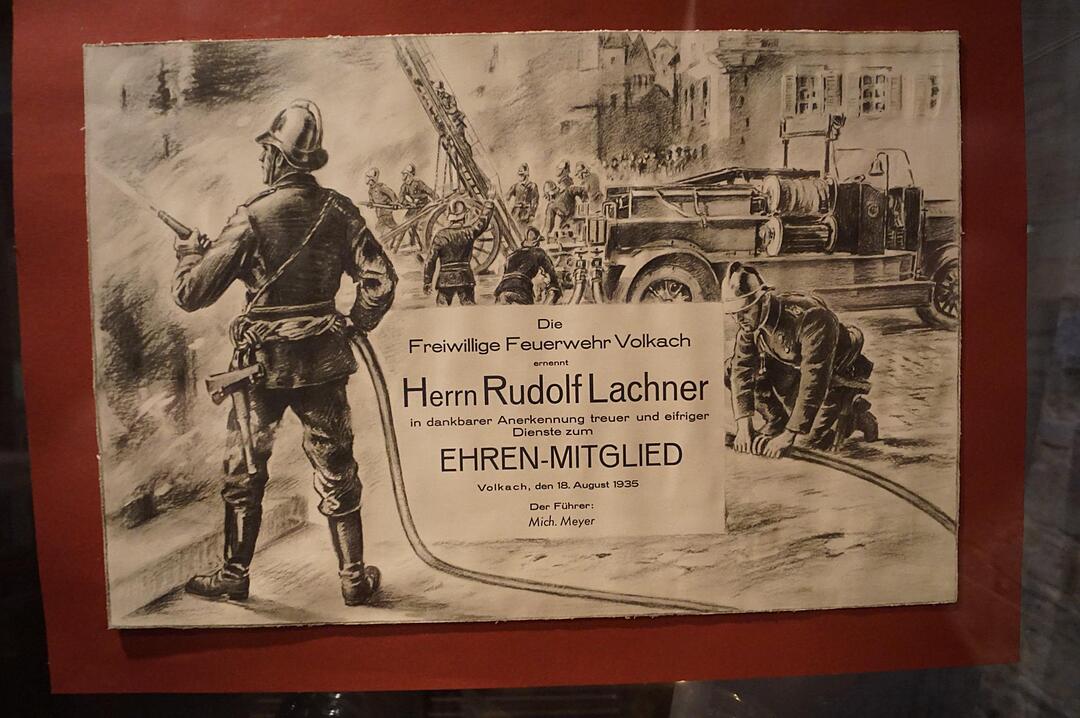 Die
Freiwillige Feuerwehr Volkach
ernennt
Herrn Rudolf Lachner
in dankbarer Anerkennung treuer und eifriger
Dienste zum
EHREN-MITGLIED
Volkach, den 18. August 1935
Der Führer:
Mich. Meyer